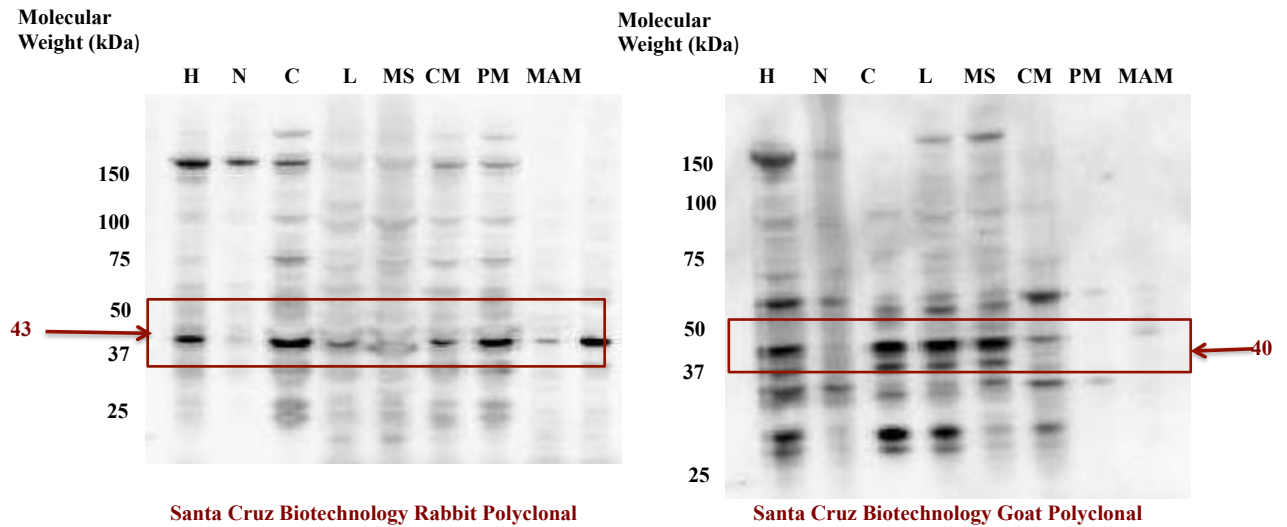 Molecular
Weight (kDa)
H N C L MS CM PM MAM
150
100
75
50
43
37
25
Santa Cruz Biotechnology Rabbit Polyclonal
Molecular
Weight (kDa)
H N C L MS CM PM MAM
150
100
75
50
40
37
25
Santa Cruz Biotechnology Goat Polyclonal